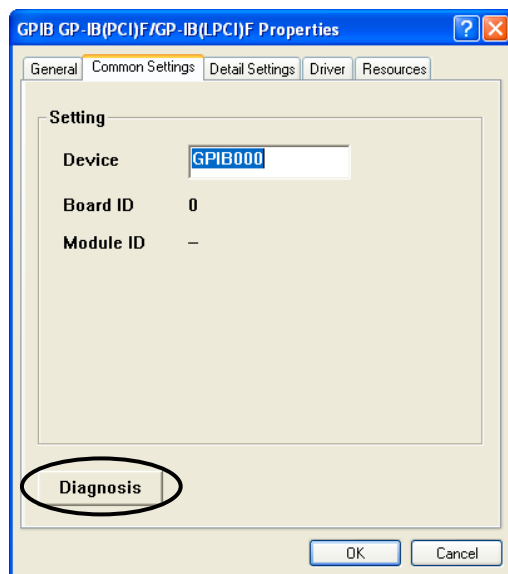 GPIB GP-IB(PCI)F/GP-IB(LPCI)F Properties
General Common Settings Detail Settings Driver Resources
Setting
Device GPIB000
Board ID 0
Module ID –
Diagnosis
OK Cancel